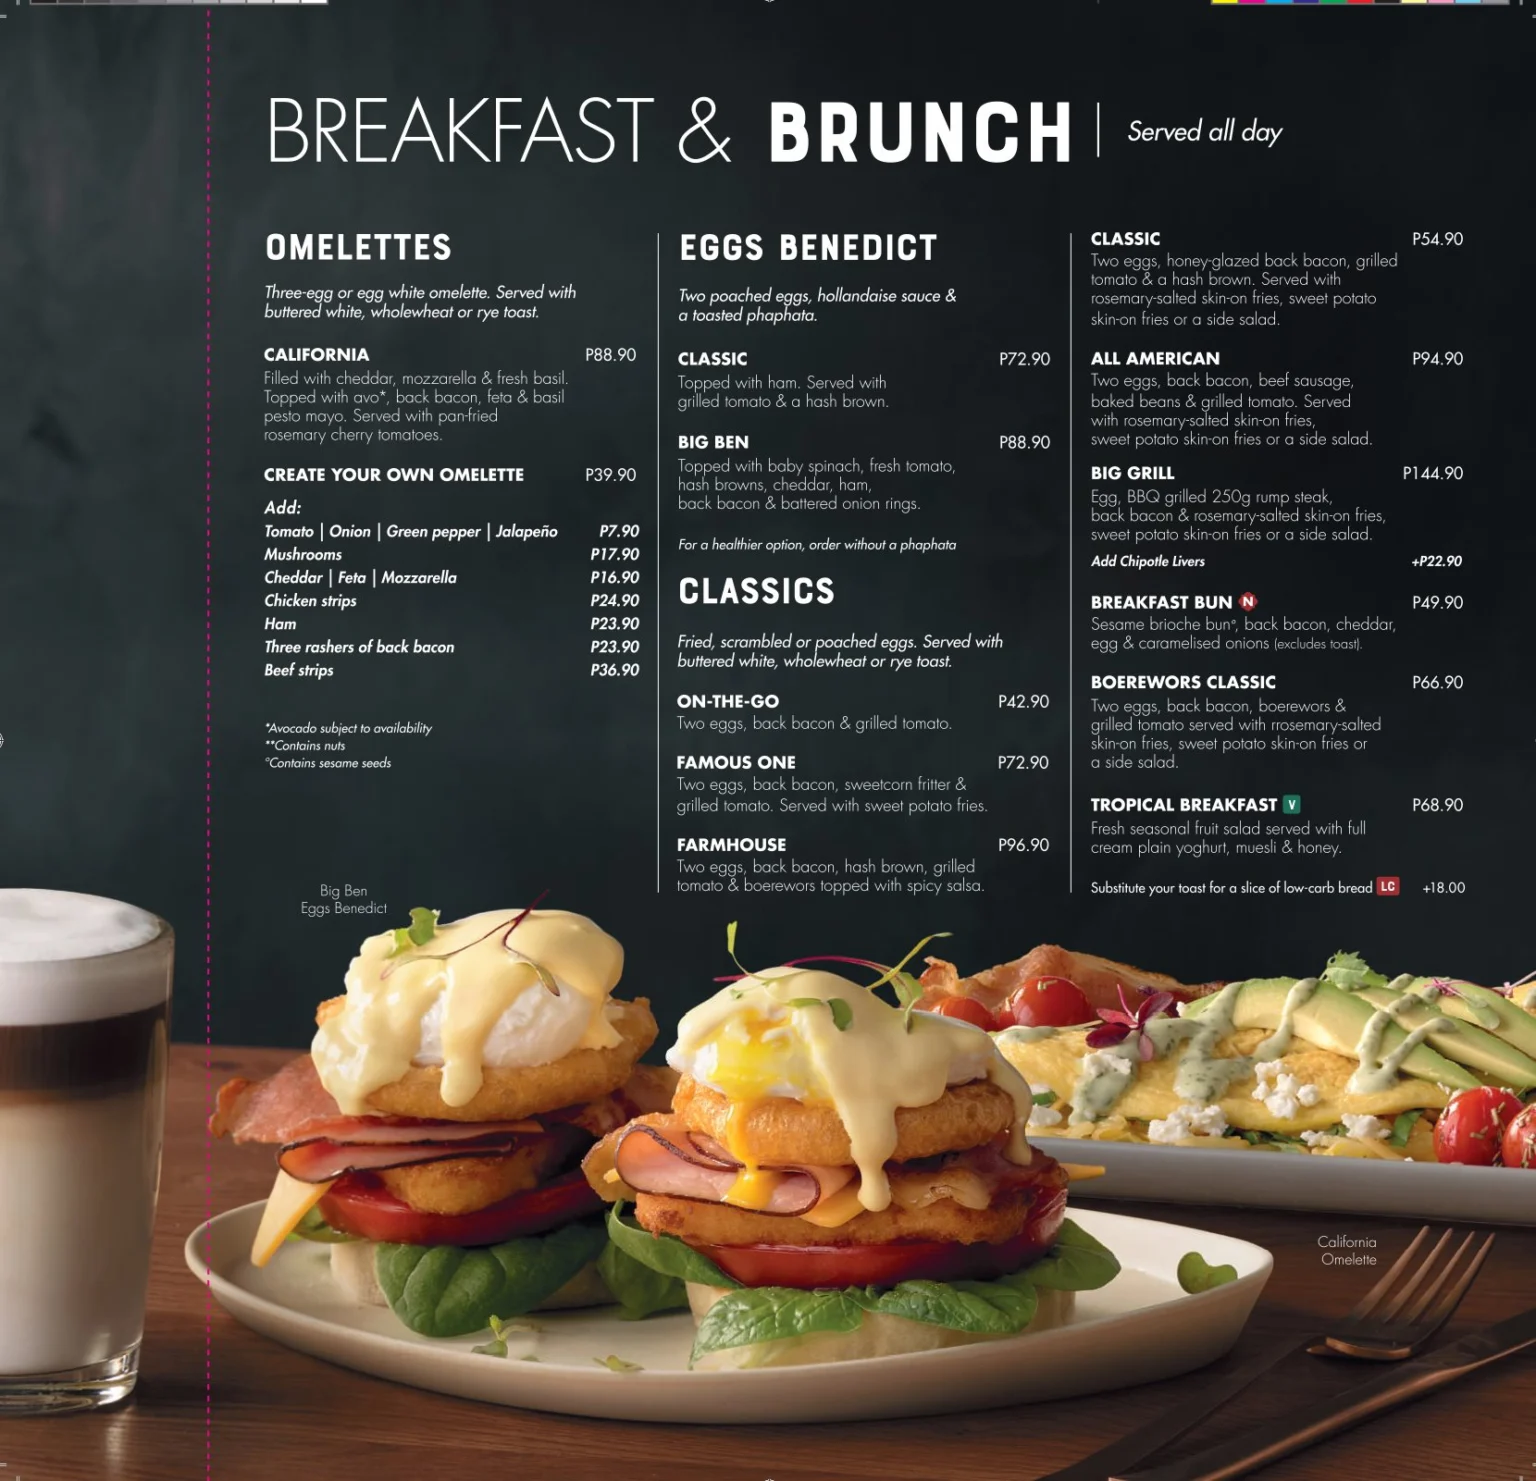 BREAKFAST & BRUNCH | Served all day
OMELETTES
Three-egg or egg white omelette. Served with
buttered white, wholewheat or rye toast.
CALIFORNIA P88.90
Filled with cheddar, mozzarella & fresh basil.
Topped with avo*, back bacon, feta & basil
pesto mayo. Served with pan-fried
rosemary cherry tomatoes.
CREATE YOUR OWN OMELETTE P39.90
Add:
Tomato | Onion | Green pepper | Jalapeño P7.90
Mushrooms P17.90
Cheddar | Feta | Mozzarella P16.90
Chicken strips P24.90
Ham P23.90
Three rashers of back bacon P23.90
Beef strips P36.90
*Avocado subject to availability
**Contains nuts
°Contains sesame seeds
EGGS BENEDICT
Two poached eggs, hollandaise sauce &
a toasted phaphata.
CLASSIC P72.90
Topped with ham. Served with
grilled tomato & a hash brown.
BIG BEN P88.90
Topped with baby spinach, fresh tomato,
hash browns, cheddar, ham,
back bacon & battered onion rings.
For a healthier option, order without a phaphata
CLASSICS
Fried, scrambled or poached eggs. Served with
buttered white, wholewheat or rye toast.
ON-THE-GO P42.90
Two eggs, back bacon & grilled tomato.
FAMOUS ONE P72.90
Two eggs, back bacon, sweetcorn fritter &
grilled tomato. Served with sweet potato fries.
FARMHOUSE P96.90
Two eggs, back bacon, hash brown, grilled
tomato & boerewors topped with spicy salsa.
CLASSIC P54.90
Two eggs, honey-glazed back bacon, grilled
tomato & a hash brown. Served with
rosemary-salted skin-on fries, sweet potato
skin-on fries or a side salad.
ALL AMERICAN P94.90
Two eggs, back bacon, beef sausage,
baked beans & grilled tomato. Served
with rosemary-salted skin-on fries,
sweet potato skin-on fries or a side salad.
BIG GRILL P144.90
Egg, BBQ grilled 250g rump steak,
back bacon & rosemary-salted skin-on fries,
sweet potato skin-on fries or a side salad.
Add Chipotle Livers +P22.90
BREAKFAST BUN N P49.90
Sesame brioche bun°, back bacon, cheddar,
egg & caramelised onions (excludes toast).
BOEREWORS CLASSIC P66.90
Two eggs, back bacon, boerewors &
grilled tomato served with rrosemary-salted
skin-on fries, sweet potato skin-on fries or
a side salad.
TROPICAL BREAKFAST V P68.90
Fresh seasonal fruit salad served with full
cream plain yoghurt, muesli & honey.
Substitute your toast for a slice of low-carb bread LC +18.00
Big Ben
Eggs Benedict
California
Omelette